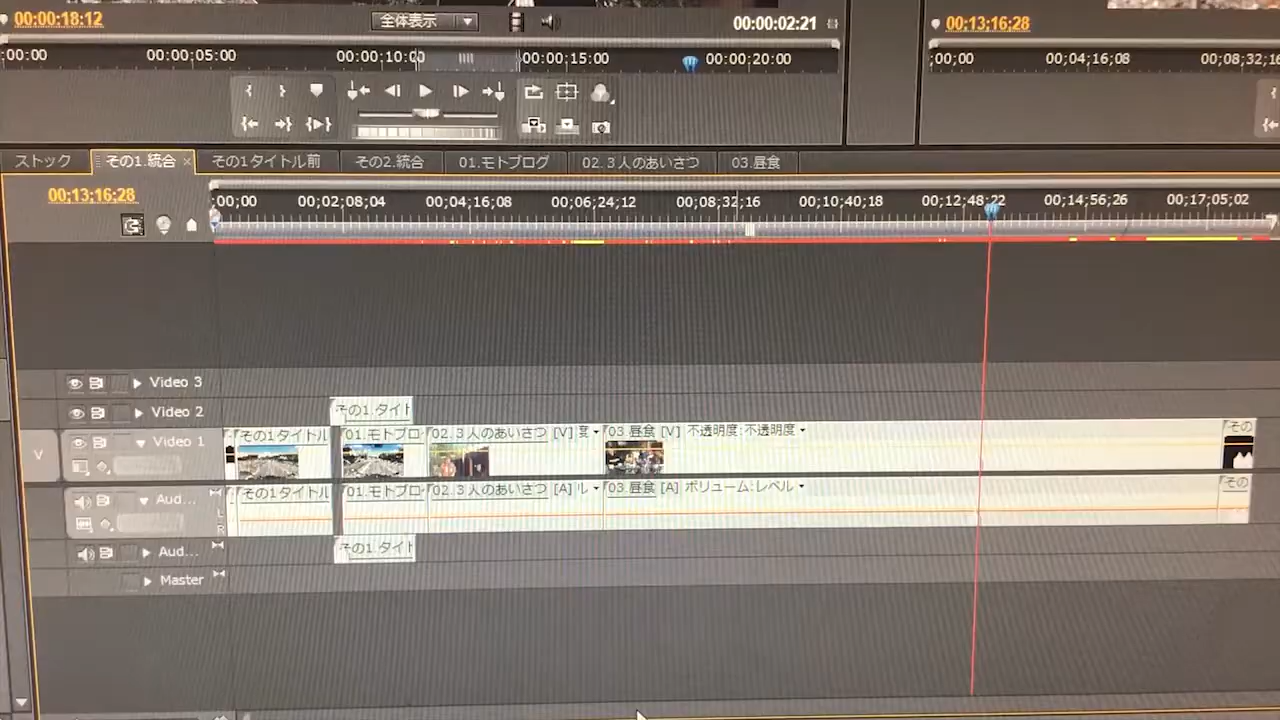 00:00:18:12 全体表示 00:00:02:21 00;13;16;28
:00:00 00:00:05:00 00:00:10:00 00:00:15:00 00:00:20:00 ;00;00 00;04;16;08 00;08;32;16
ストック その1.統合 × その1タイトル前 その2.統合 01.モトブログ 02.3人のあいさつ 03.昼食
00;13;16;28
;00;00 00;02;08;04 00;04;16;08 00;06;24;12 00;08;32;16 00;10;40;18 00;12;48;22 00;14;56;26 00;17;05;02
Video 3
Video 2 その1.タイト
V Video 1 その1タイトル 01.モトブロ 02.3人のあいさつ [V] 03 昼食 [V] 不透明度:不透明度 その
Aud... その1タイトル 01.モトブロ 02.3人のあいさつ [A] 03 昼食 [A] ボリューム:レベル その
L
R
Aud... その1.タイト
Master